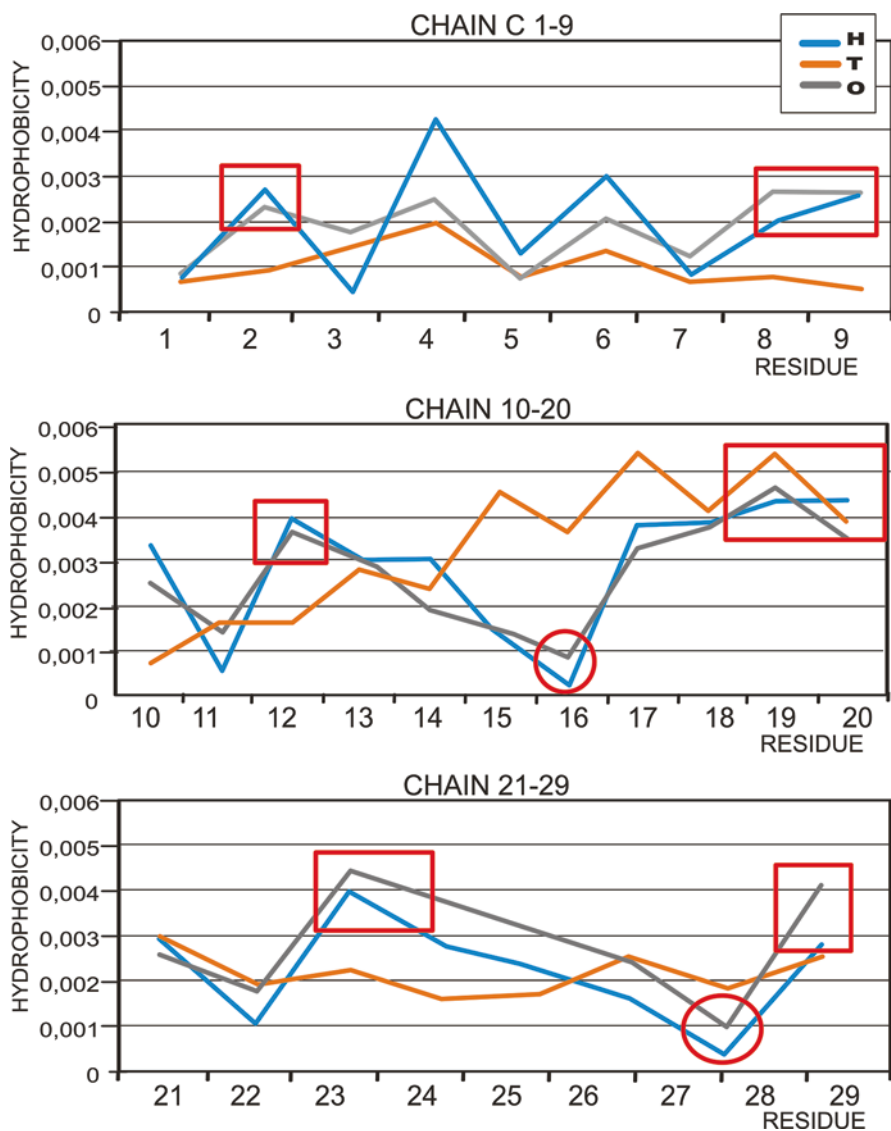 CHAIN C 1-9
HYDROPHOBICITY
0,006
0,005
0,004
0,003
0,002
0,001
0
H
T
O
1 2 3 4 5 6 7 8 9
RESIDUE
CHAIN 10-20
HYDROPHOBICITY
0,006
0,005
0,004
0,003
0,002
0,001
0
10 11 12 13 14 15 16 17 18 19 20
RESIDUE
CHAIN 21-29
HYDROPHOBICITY
0,006
0,005
0,004
0,003
0,002
0,001
0
21 22 23 24 25 26 27 28 29
RESIDUE